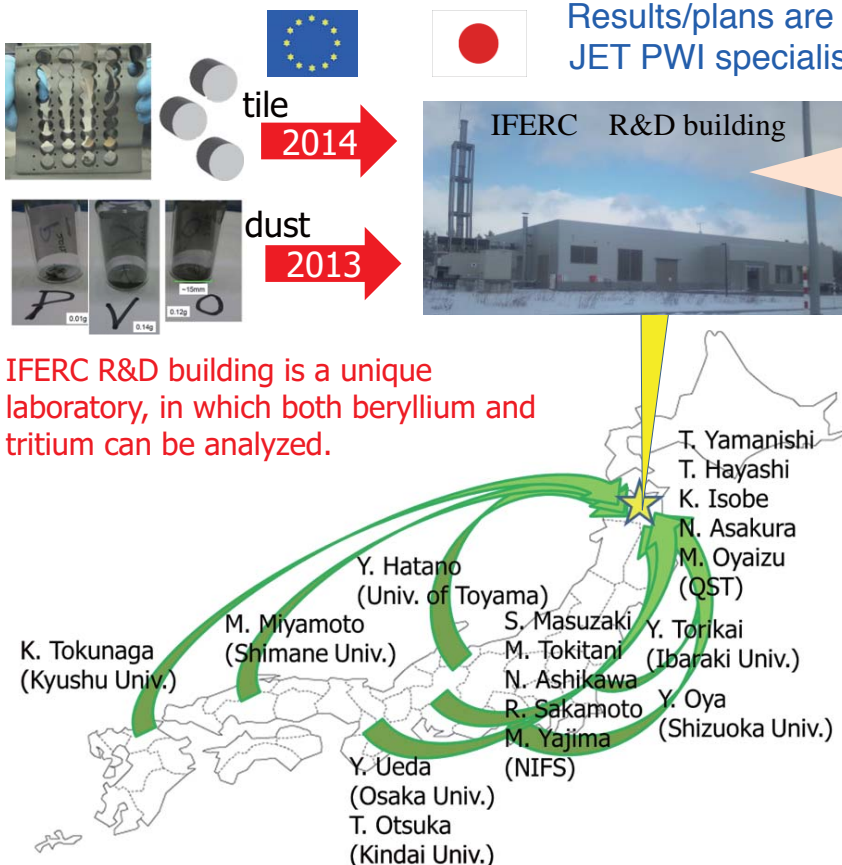 Results/plans are
JET PWI specialis
tile
2014
IFERC R&D building
dust
2013
~15mm
P
0.01g
V
0.14g
0.12g
O
IFERC R&D building is a unique
laboratory, in which both beryllium and
tritium can be analyzed.
T. Yamanishi
T. Hayashi
K. Isobe
N. Asakura
M. Oyaizu
(QST)
Y. Hatano
(Univ. of Toyama)
M. Miyamoto
(Shimane Univ.)
K. Tokunaga
(Kyushu Univ.)
S. Masuzaki
M. Tokitani
N. Ashikawa
R. Sakamoto
M. Yajima
(NIFS)
Y. Torikai
(Ibaraki Univ.)
Y. Oya
(Shizuoka Univ.)
Y. Ueda
(Osaka Univ.)
T. Otsuka
(Kindai Univ.)